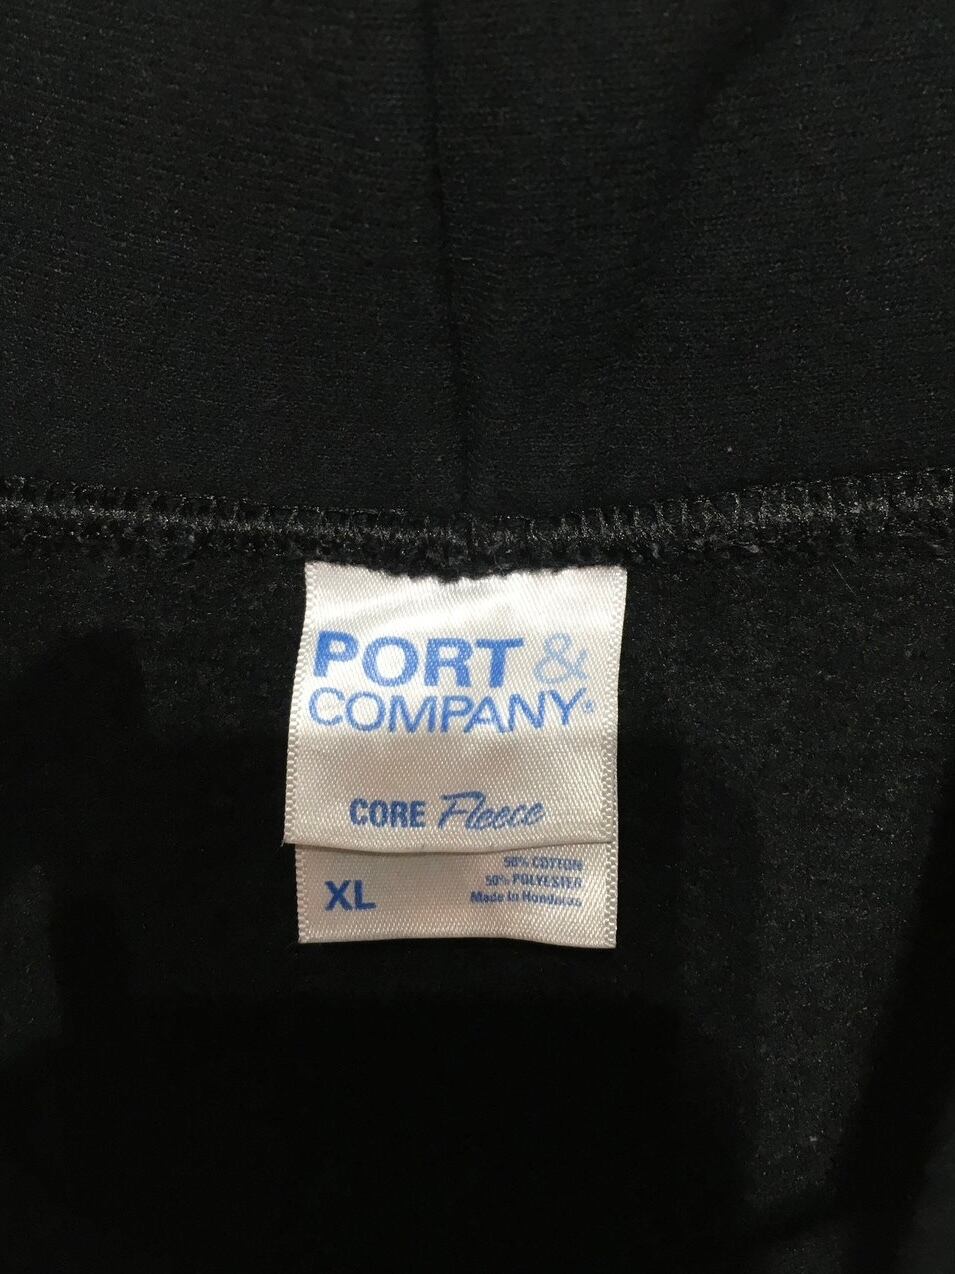 PORT &
COMPANY®
CORE Fleece
50% COTTON
50% POLYESTER
XL
Made in Honduras